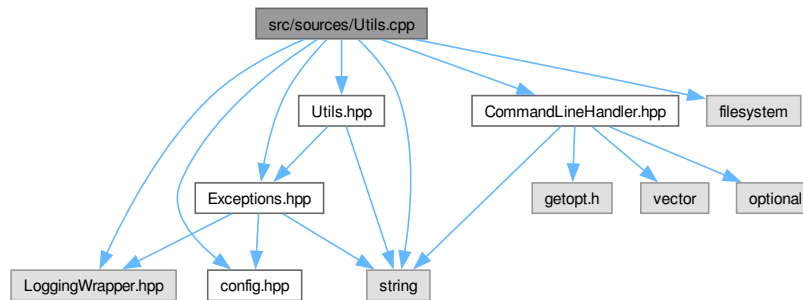 src/sources/Utils.cpp
Utils.hpp
CommandLineHandler.hpp
filesystem
Exceptions.hpp
getopt.h
vector
optional
LoggingWrapper.hpp
config.hpp
string